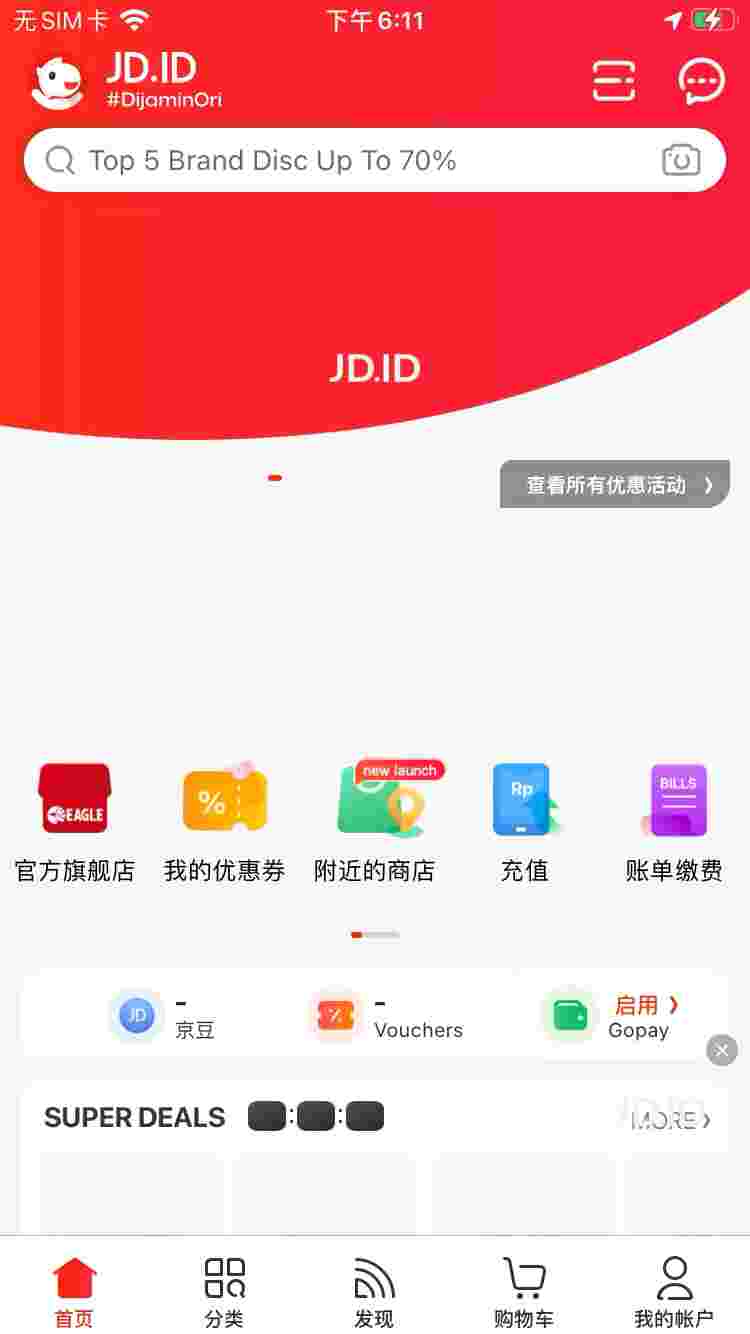 无SIM卡
下午6:11
JD.ID
#DijaminOri
Top 5 Brand Disc Up To 70%
JD.ID
查看所有优惠活动
EAGLE
%
new launch
Rp
BILLS
官方旗舰店
我的优惠券
附近的商店
充值
账单缴费
JD
-
京豆
%
-
Vouchers
启用
Gopay
SUPER DEALS
: :
JD.ID
MORE
首页
分类
发现
购物车
我的帐户